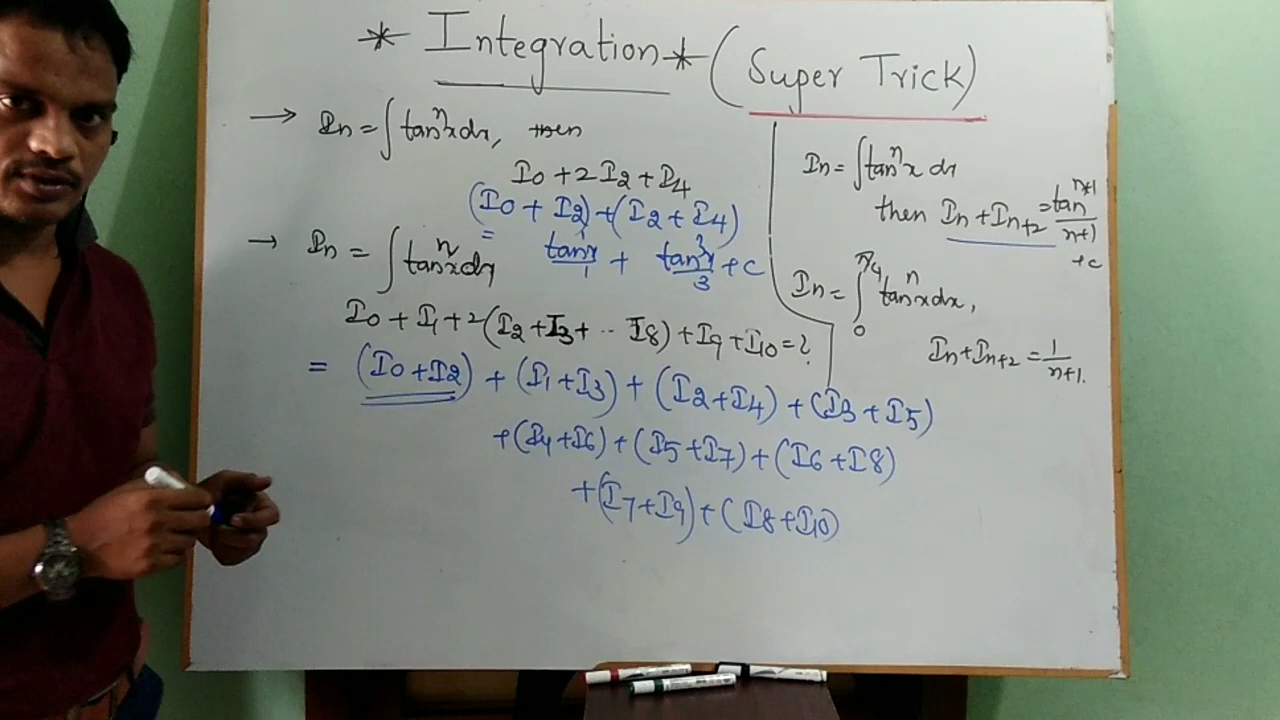 * Integration * (Super Trick)
→ In = ∫ tanⁿx dx, then
I0 + 2I2 + I4
(I0 + I2) + (I2 + I4)
= tan¹x/1 + tan³x/3 + c
→ In = ∫ tanⁿx dx
I0 + I1 + 2(I2 + I3 + ·· I8) + I9 + I10 = ?
= (I0 + I2) + (I1 + I3) + (I2 + I4) + (I3 + I5)
+ (I4 + I6) + (I5 + I7) + (I6 + I8)
+ (I7 + I9) + (I8 + I10)
In = ∫ tanⁿx dx
then In + In+2 = tanⁿ⁺¹/n+1
+c
In = ∫₀^π/4 tanⁿx dx,
In + In+2 = 1/n+1.